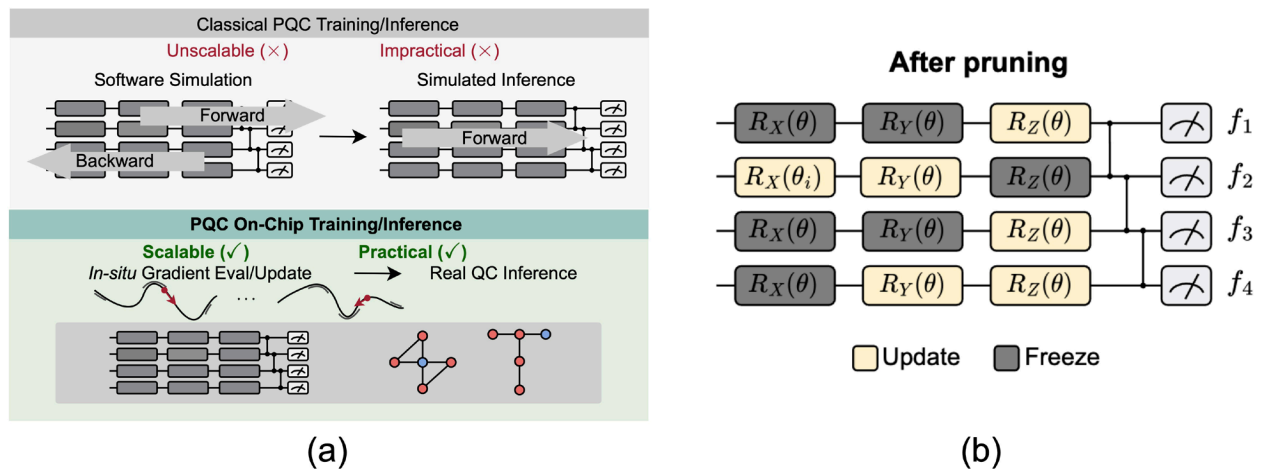 Classical PQC Training/Inference
Unscalable (×) Impractical (×)
Software Simulation Simulated Inference
Forward
Backward
Forward
PQC On-Chip Training/Inference
Scalable (✓) Practical (✓)
In-situ Gradient Eval/Update Real QC Inference
...
(a)
After pruning
R_X(θ) R_Y(θ) R_Z(θ) f_1
R_X(θ_i) R_Y(θ) R_Z(θ) f_2
R_X(θ) R_Y(θ) R_Z(θ) f_3
R_X(θ) R_Y(θ) R_Z(θ) f_4
Update Freeze
(b)